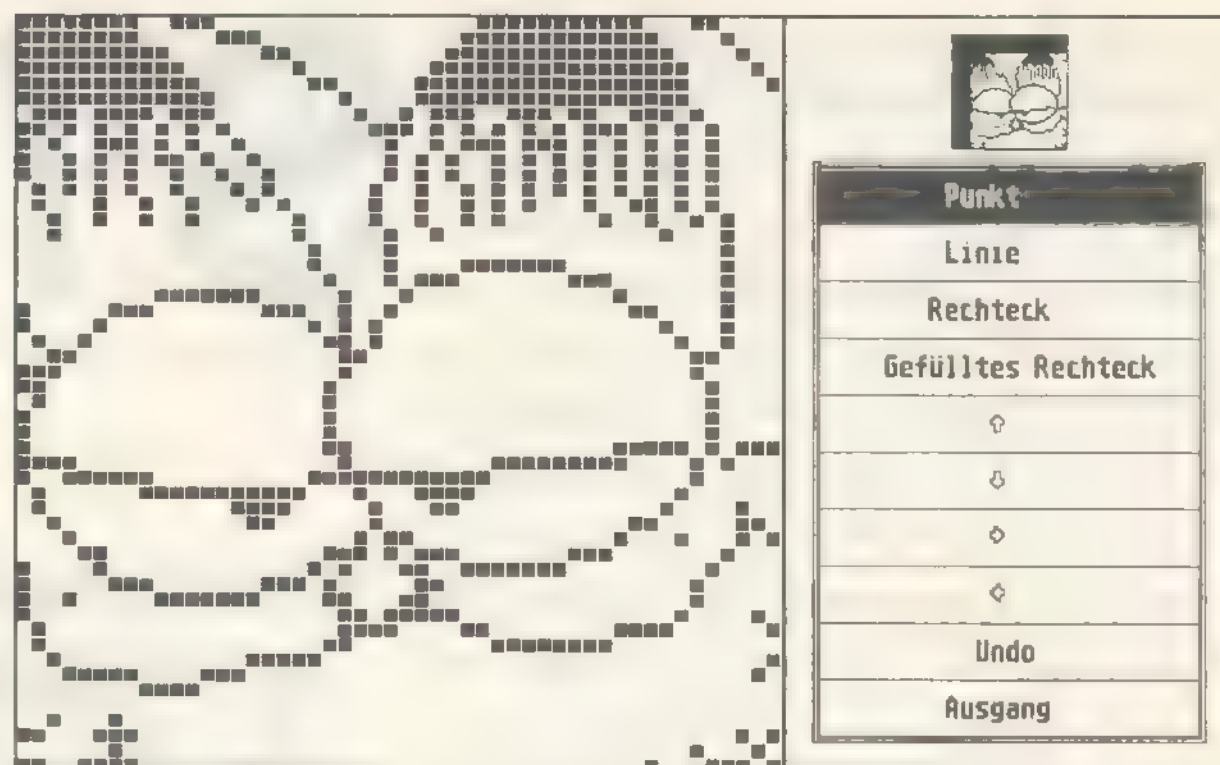 Punkt
Linie
Rechteck
Gefülltes Rechteck
⇧
⇩
⇨
⇦
Undo
Ausgang